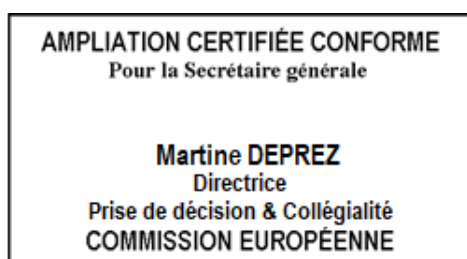 AMPLIATION CERTIFIÉE CONFORME
Pour la Secrétaire générale
Martine DEPREZ
Directrice
Prise de décision & Collégialité
COMMISSION EUROPÉENNE